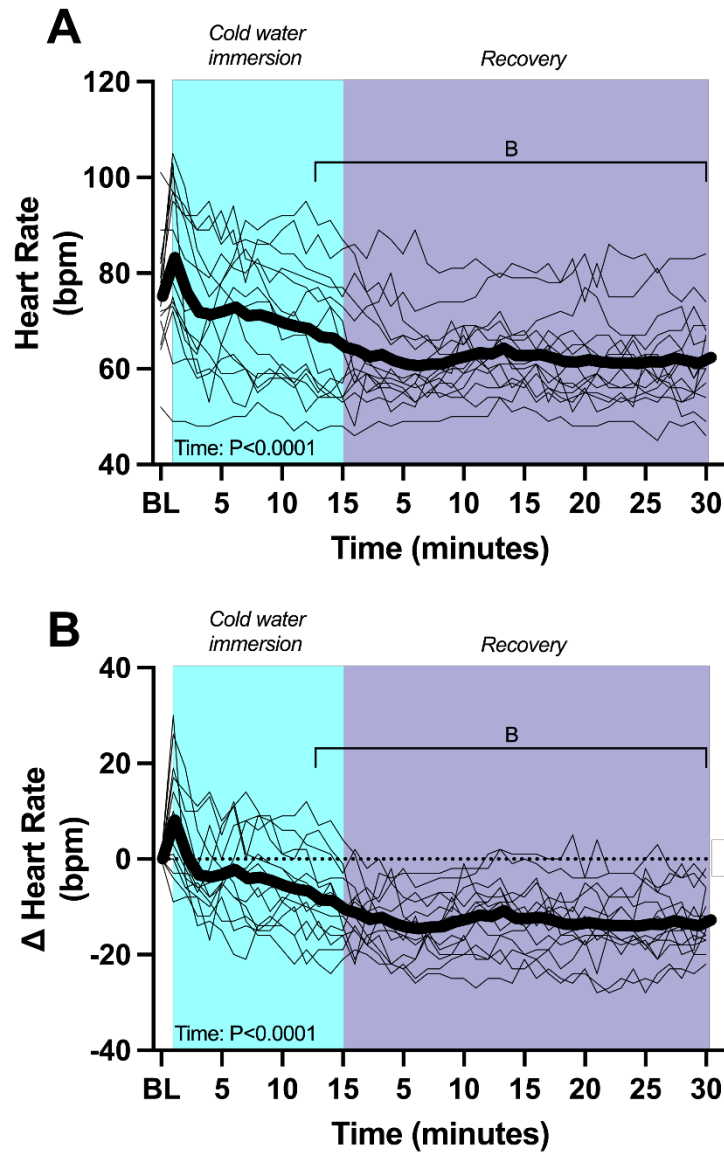 A
Cold water
immersion
Recovery
120
100
80
60
40
Heart Rate
(bpm)
B
Time: P<0.0001
BL
5
10
15
5
10
15
20
25
30
Time (minutes)
B
Cold water
immersion
Recovery
40
20
0
-20
-40
Δ Heart Rate
(bpm)
B
Time: P<0.0001
BL
5
10
15
5
10
15
20
25
30
Time (minutes)